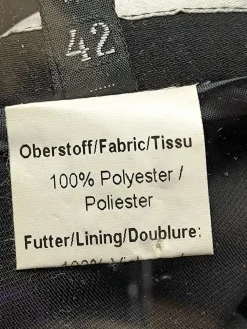 42
Oberstoff/Fabric/Tissu
100% Polyester /
Poliester
Futter/Lining/Doublure: